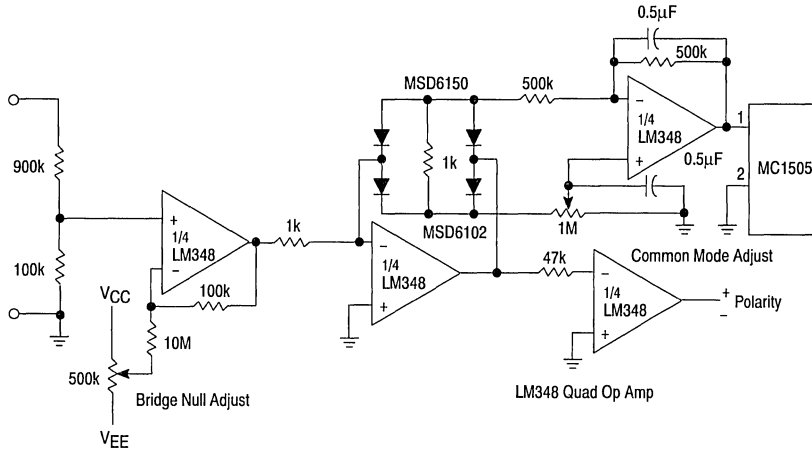 0.5μF
500k
MSD6150
500k
–
1/4
LM348
+
1
0.5μF
2
MC1505
900k
1k
1M
MSD6102
Common Mode Adjust
+
1/4
LM348
–
1k
–
1/4
LM348
+
47k
–
1/4
LM348
+
+
–
Polarity
100k
100k
VCC
10M
500k
Bridge Null Adjust
VEE
LM348 Quad Op Amp